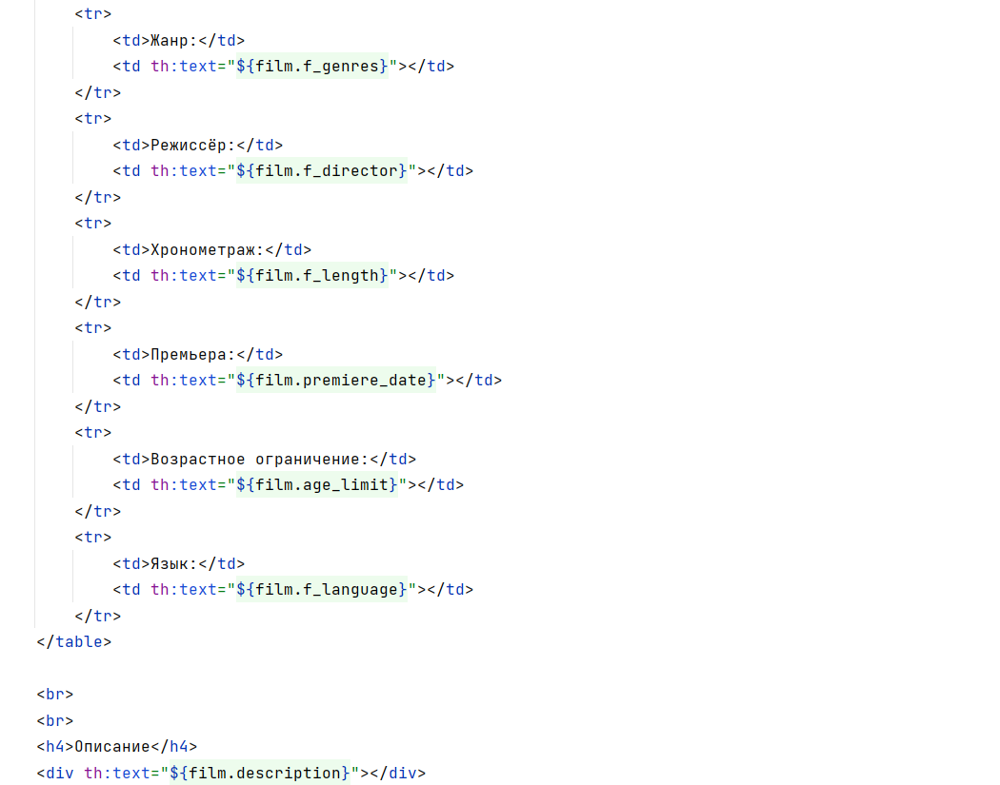 <tr>
<td>Жанр:</td>
<td th:text="${film.f_genres}"></td>
</tr>
<tr>
<td>Режиссёр:</td>
<td th:text="${film.f_director}"></td>
</tr>
<tr>
<td>Хронометраж:</td>
<td th:text="${film.f_length}"></td>
</tr>
<tr>
<td>Премьера:</td>
<td th:text="${film.premiere_date}"></td>
</tr>
<tr>
<td>Возрастное ограничение:</td>
<td th:text="${film.age_limit}"></td>
</tr>
<tr>
<td>Язык:</td>
<td th:text="${film.f_language}"></td>
</tr>
</table>
<br>
<br>
<h4>Описание</h4>
<div th:text="${film.description}"></div>